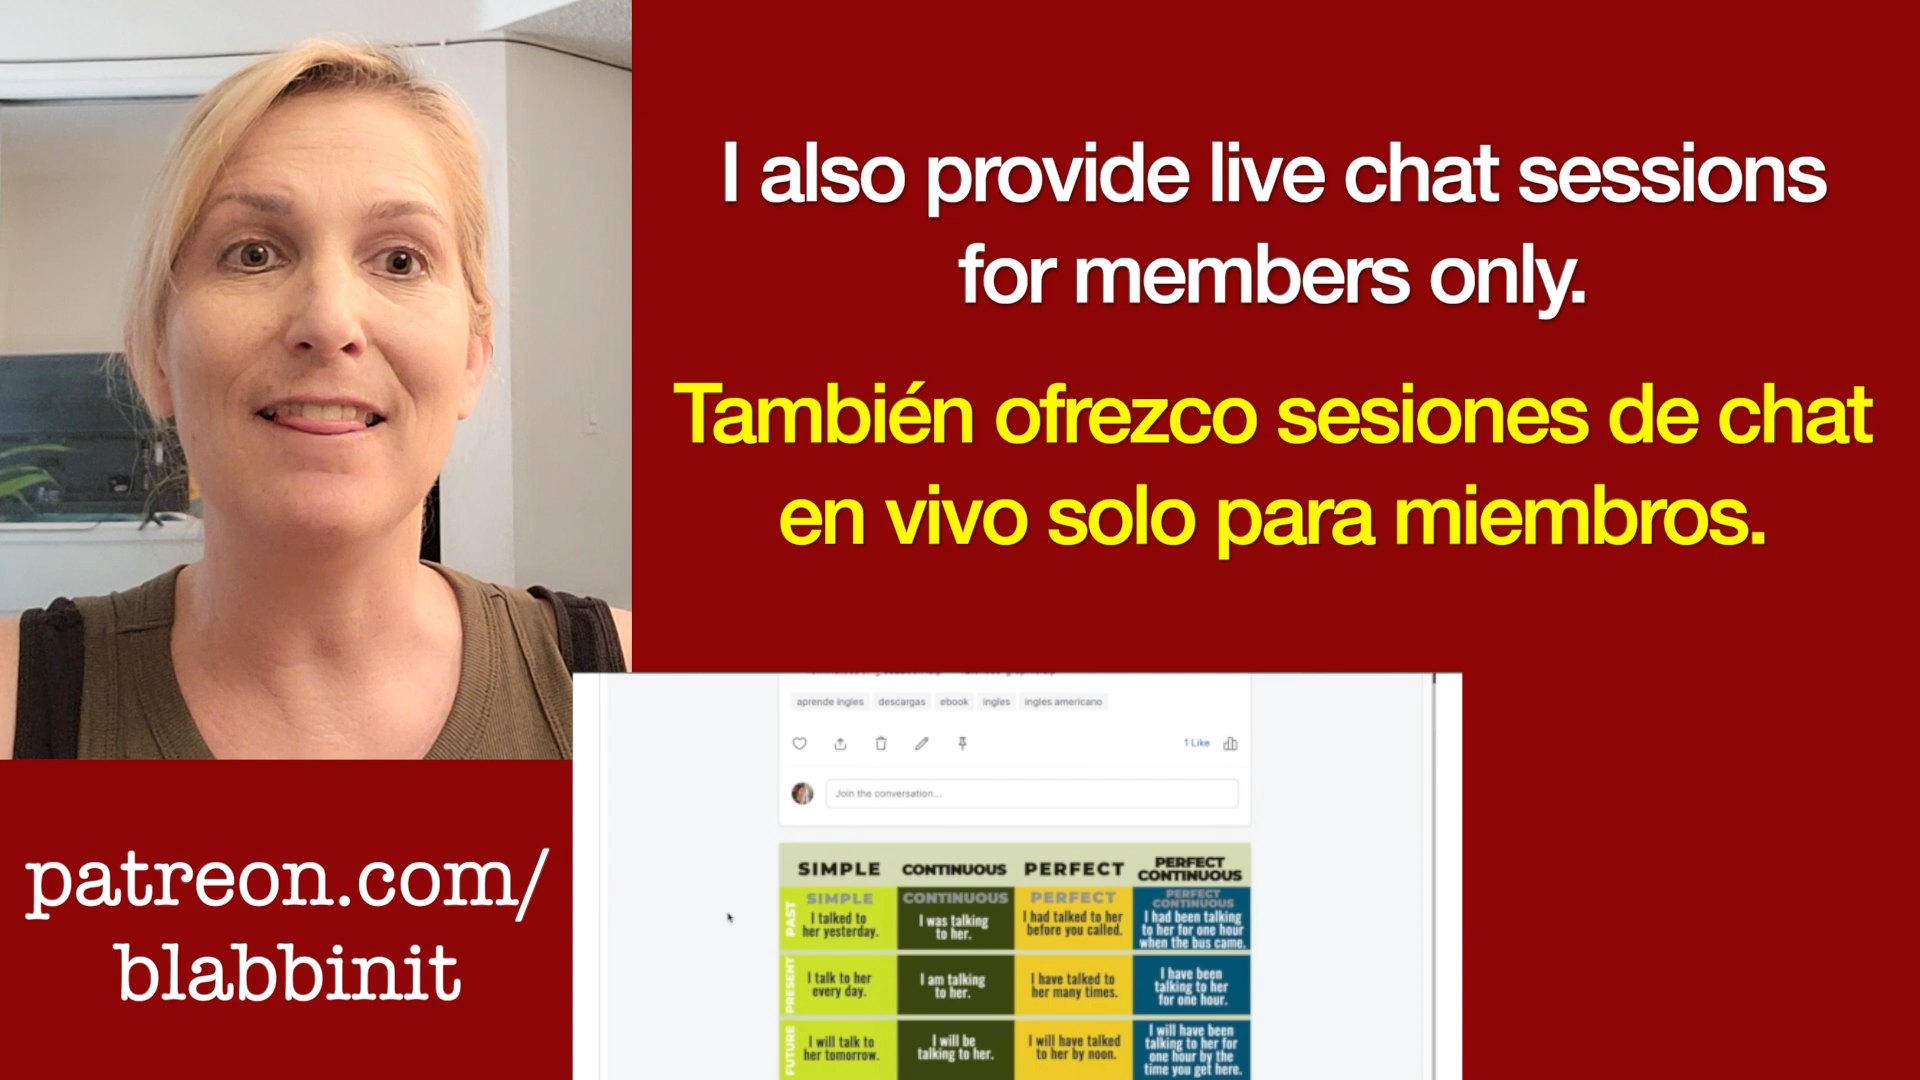 I also provide live chat sessions
for members only.
También ofrezco sesiones de chat
en vivo solo para miembros.
patreon.com/
blabbinit
aprende ingles descargas ebook ingles ingles americano
1 Like
Join the conversation...
SIMPLE CONTINUOUS PERFECT PERFECT CONTINUOUS
PAST
SIMPLE
I talked to
her yesterday.
CONTINUOUS
I was talking
to her.
PERFECT
I had talked to her
before you called.
PERFECT
CONTINUOUS
I had been talking
to her for one hour
when the bus came.
PRESENT
I talk to her
every day.
I am talking
to her.
I have talked to
her many times.
I have been
talking to her
for one hour.
FUTURE
I will talk to
her tomorrow.
I will be
talking to her.
I will have talked
to her by noon.
I will have been
talking to her for
one hour by the
time you get here.